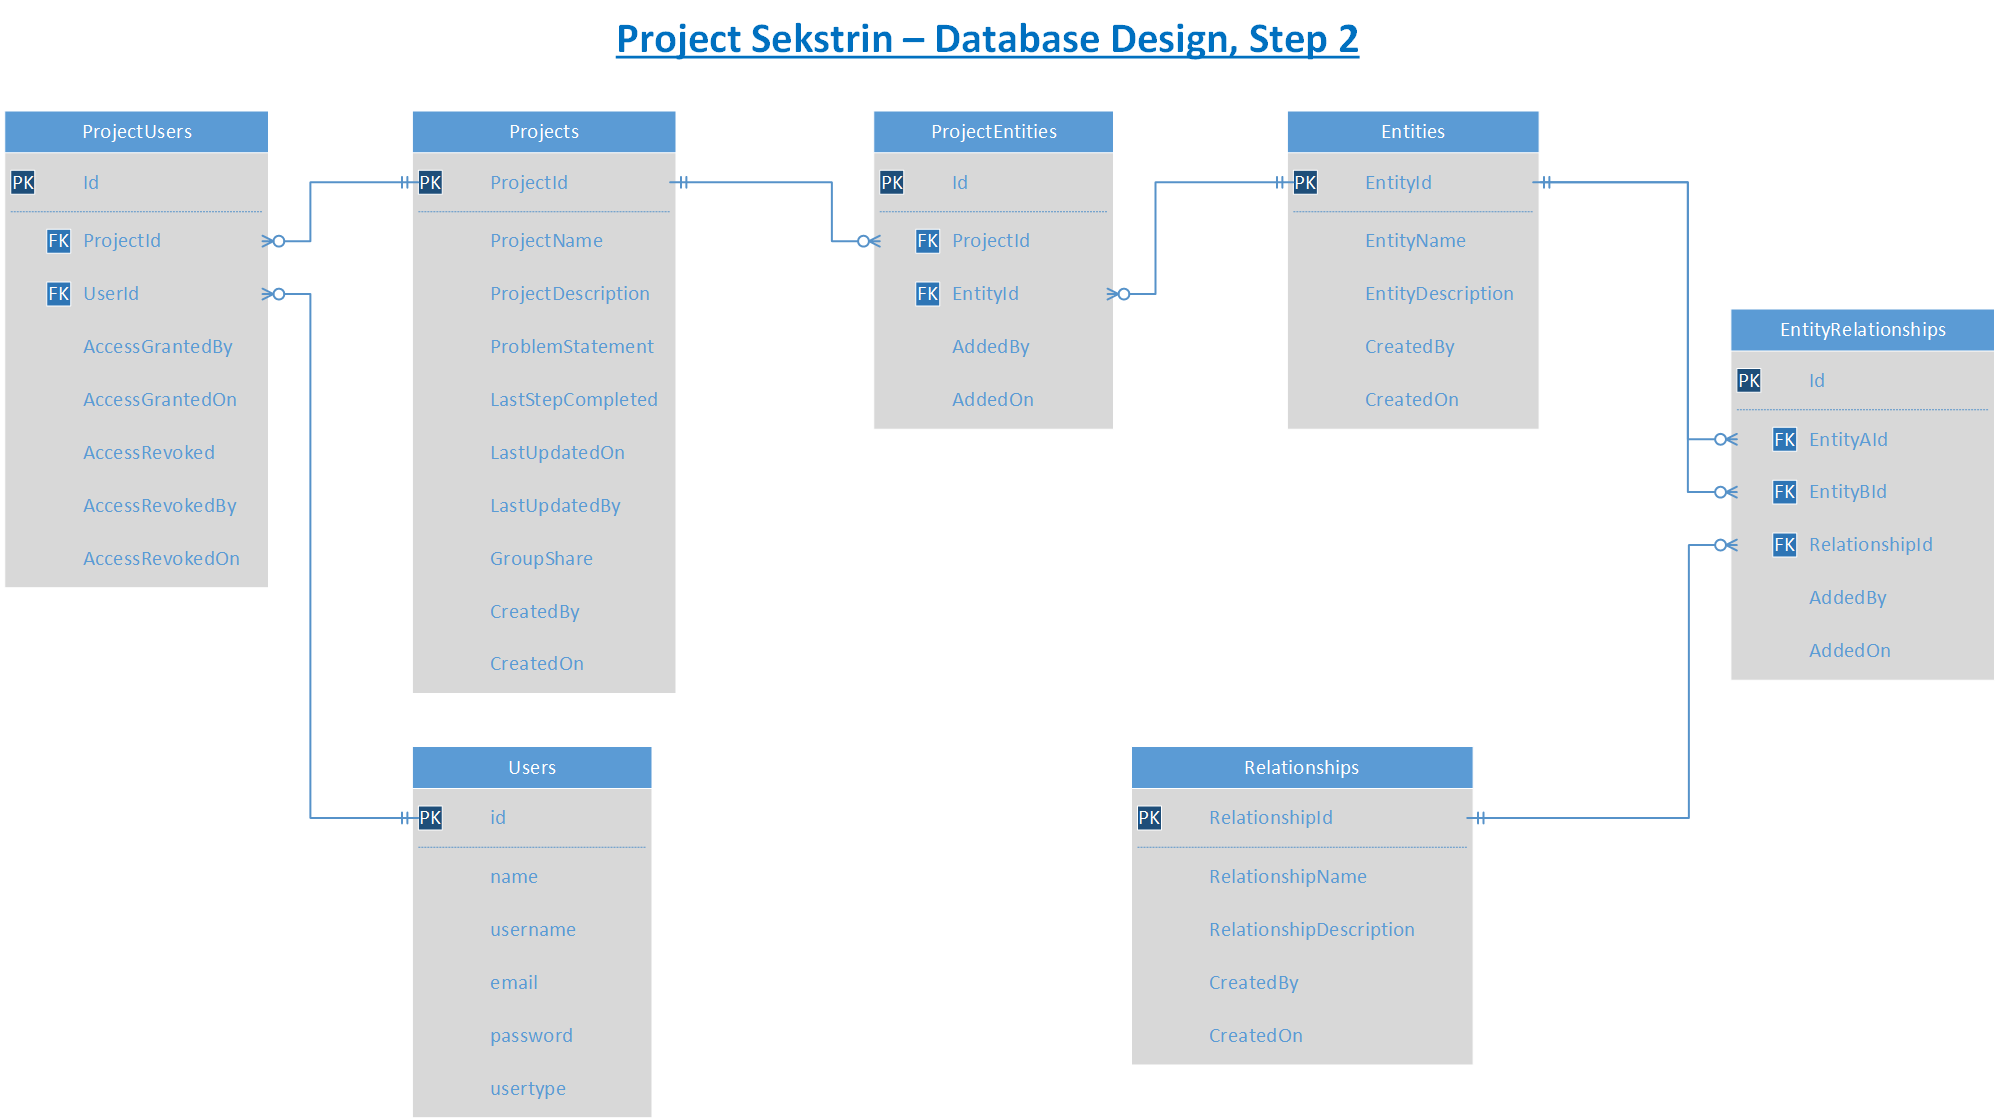 Project Sekstrin – Database Design, Step 2
ProjectUsers
PK Id
FK ProjectId
FK UserId
AccessGrantedBy
AccessGrantedOn
AccessRevoked
AccessRevokedBy
AccessRevokedOn
Projects
PK ProjectId
ProjectName
ProjectDescription
ProblemStatement
LastStepCompleted
LastUpdatedOn
LastUpdatedBy
GroupShare
CreatedBy
CreatedOn
ProjectEntities
PK Id
FK ProjectId
FK EntityId
AddedBy
AddedOn
Entities
PK EntityId
EntityName
EntityDescription
CreatedBy
CreatedOn
EntityRelationships
PK Id
FK EntityAId
FK EntityBId
FK RelationshipId
AddedBy
AddedOn
Users
PK id
name
username
email
password
usertype
Relationships
PK RelationshipId
RelationshipName
RelationshipDescription
CreatedBy
CreatedOn